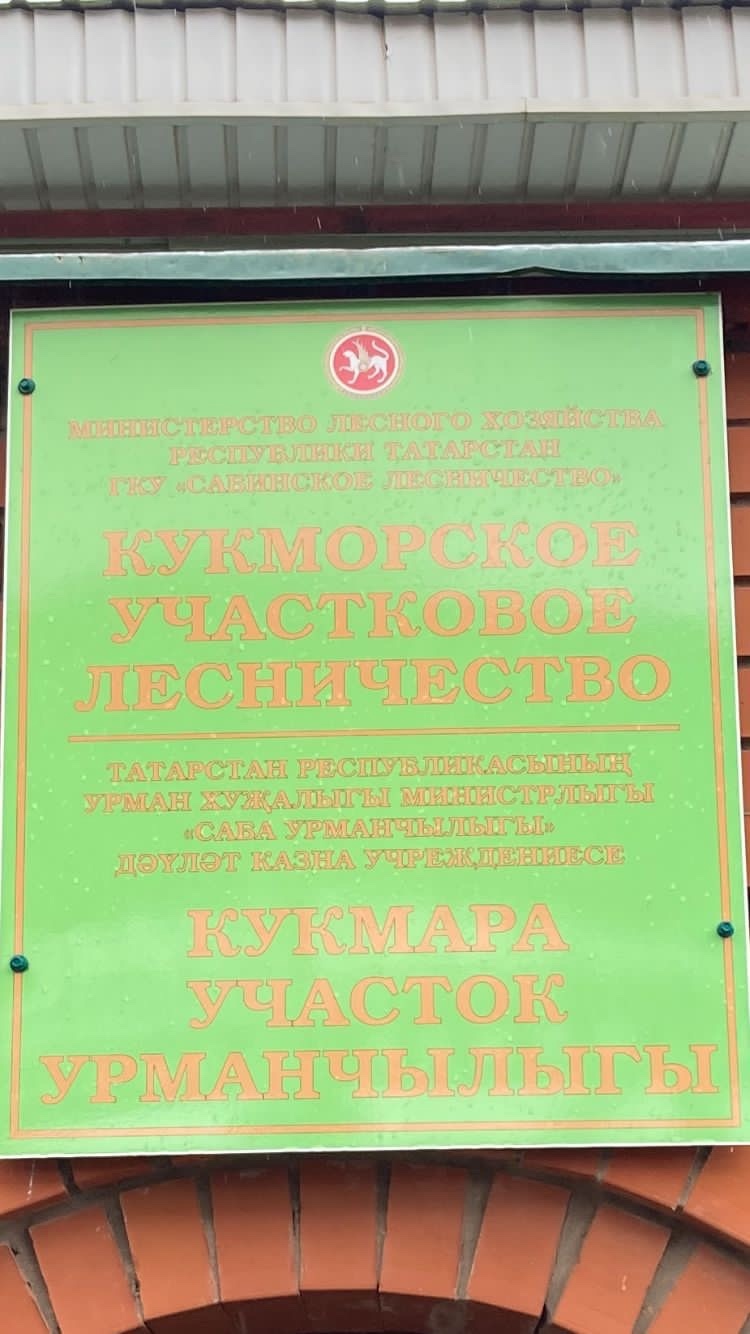 МИНИСТЕРСТВО ЛЕСНОГО ХОЗЯЙСТВА
РЕСПУБЛИКИ ТАТАРСТАН
ГКУ «САБИНСКОЕ ЛЕСНИЧЕСТВО»
КУКМОРСКОЕ
УЧАСТКОВОЕ
ЛЕСНИЧЕСТВО
ТАТАРСТАН РЕСПУБЛИКАСЫНЫҢ
УРМАН ХУҖАЛЫГЫ МИНИСТРЛЫГЫ
«САБА УРМАНЧЫЛЫГЫ»
ДӘҮЛӘТ КАЗНА УЧРЕЖДЕНИЕСЕ
КУКМАРА
УЧАСТОК
УРМАНЧЫЛЫГЫ